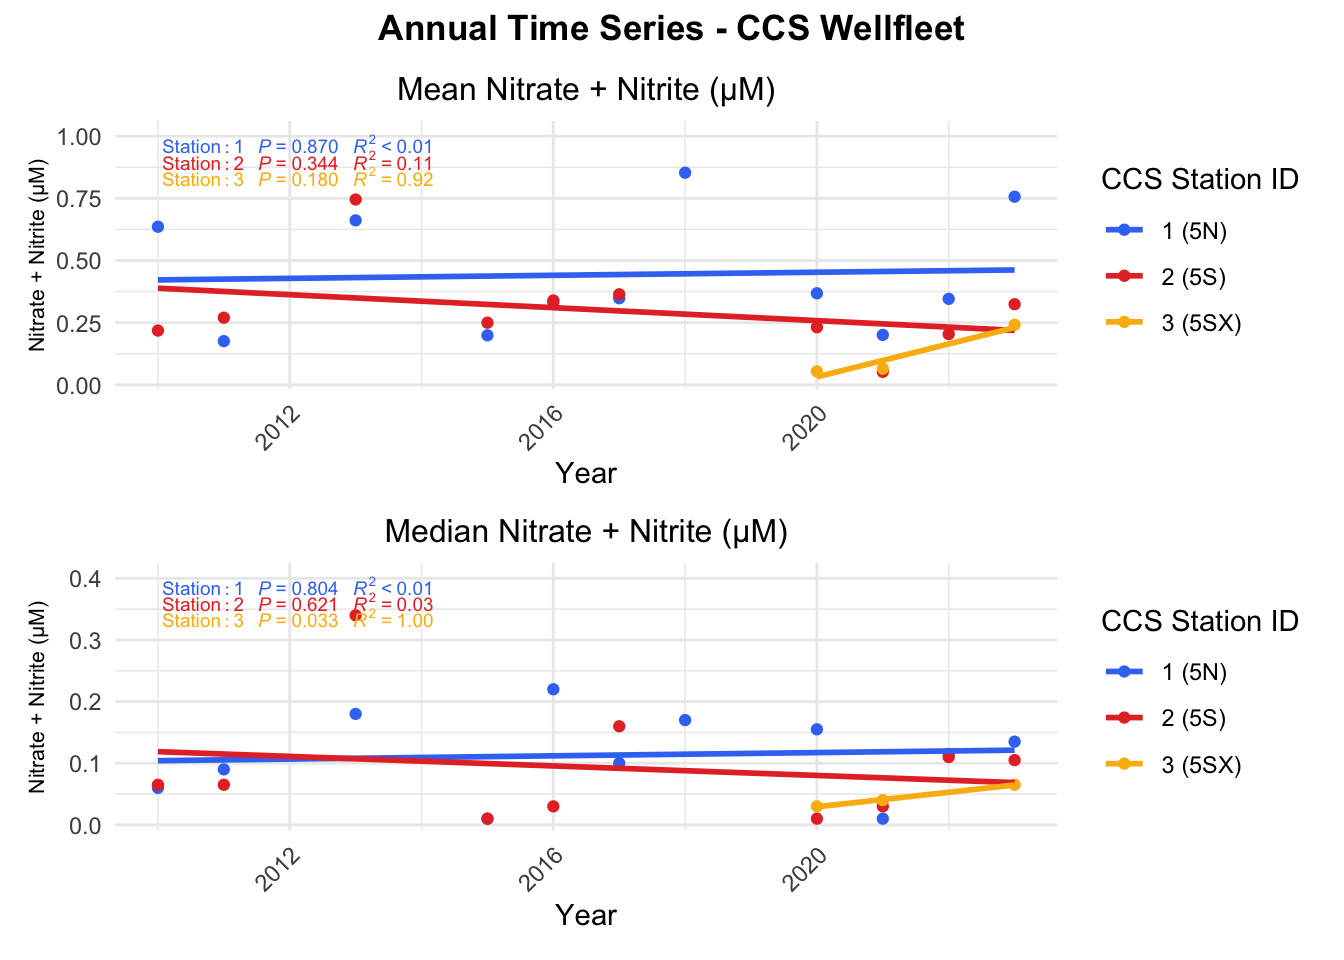 Annual Time Series - CCS Wellfleet
Mean Nitrate + Nitrite (µM)
Nitrate + Nitrite (µM)
1.00
0.75
0.50
0.25
0.00
Station : 1 P = 0.870 R² < 0.01
Station : 2 P = 0.344 R² = 0.11
Station : 3 P = 0.180 R² = 0.92
2012
2016
2020
Year
CCS Station ID
1 (5N)
2 (5S)
3 (5SX)
Median Nitrate + Nitrite (µM)
Nitrate + Nitrite (µM)
0.4
0.3
0.2
0.1
0.0
Station : 1 P = 0.804 R² < 0.01
Station : 2 P = 0.621 R² = 0.03
Station : 3 P = 0.033 R² = 1.00
2012
2016
2020
Year
CCS Station ID
1 (5N)
2 (5S)
3 (5SX)